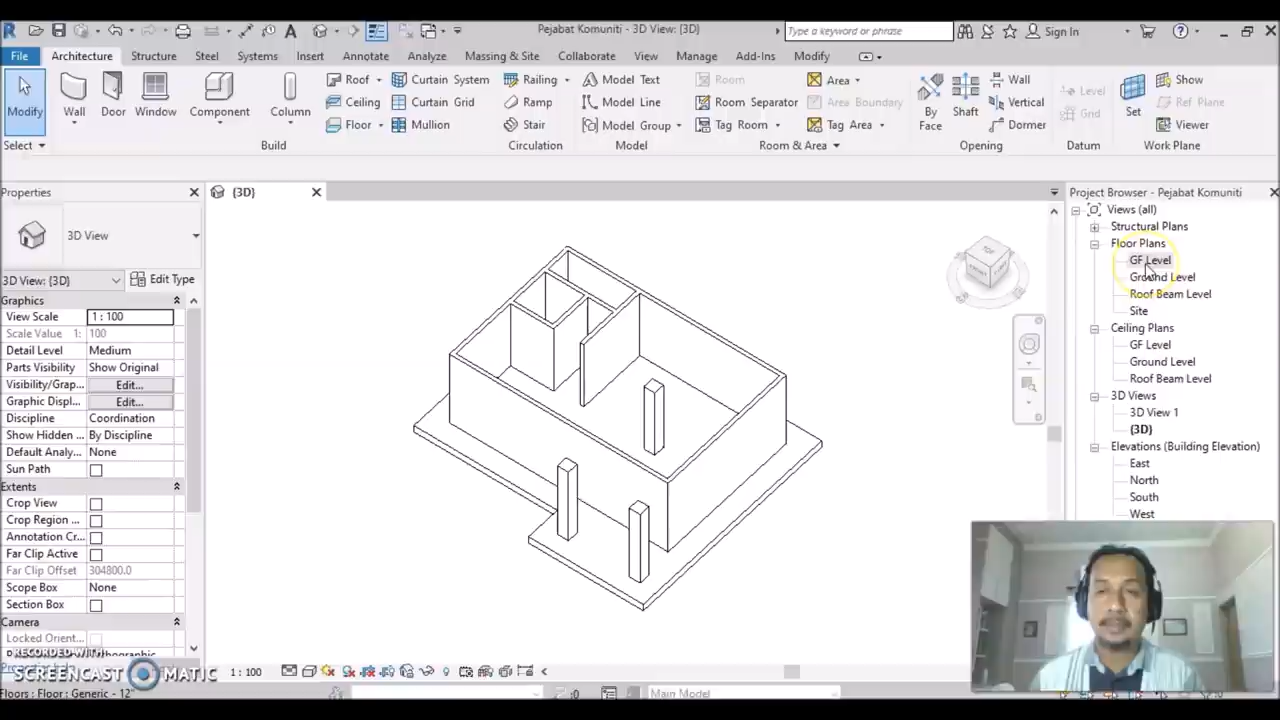 Pejabat Komuniti - 3D View: {3D}
Type a keyword or phrase
Sign In
File Architecture Structure Steel Systems Insert Annotate Analyze Massing & Site Collaborate View Manage Add-Ins Modify
Modify
Select
Wall Door Window Component Column
Roof Curtain System
Ceiling Curtain Grid
Floor Mullion
Build
Railing
Ramp
Stair
Circulation
Model Text
Model Line
Model Group
Model
Room Area
Room Separator Area Boundary
Tag Room Tag Area
Room & Area
By Face
Shaft
Wall
Vertical
Dormer
Opening
Level
Grid
Datum
Set
Show
Ref Plane
Viewer
Work Plane
Properties
3D View
3D View: {3D} Edit Type
Graphics
View Scale 1 : 100
Scale Value 1: 100
Detail Level Medium
Parts Visibility Show Original
Visibility/Grap... Edit...
Graphic Displ... Edit...
Discipline Coordination
Show Hidden ... By Discipline
Default Analy... None
Sun Path
Extents
Crop View
Crop Region ...
Annotation Cr...
Far Clip Active
Far Clip Offset 304800.0
Scope Box None
Section Box
Camera
Locked Orient...
{3D}
TOP
FRONT
Project Browser - Pejabat Komuniti
Views (all)
Structural Plans
Floor Plans
GF Level
Ground Level
Roof Beam Level
Site
Ceiling Plans
GF Level
Ground Level
Roof Beam Level
3D Views
3D View 1
{3D}
Elevations (Building Elevation)
East
North
South
West
RECORDED WITH
SCREENCAST MATIC
1 : 100
Floors : Floor : Generic - 12"
:0
Main Model